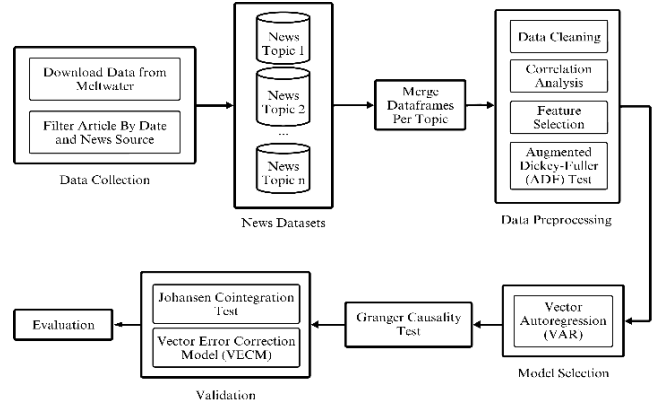 Download Data from
Meltwater
Filter Article By Date
and News Source
Data Collection
News
Topic 1
News
Topic 2
...
News
Topic n
News Datasets
Merge
Dataframes
Per Topic
Data Cleaning
Correlation
Analysis
Feature
Selection
Augmented
Dickey-Fuller
(ADF) Test
Data Preprocessing
Vector
Autoregression
(VAR)
Model Selection
Granger Causality
Test
Johansen Cointegration
Test
Vector Error Correction
Model (VECM)
Validation
Evaluation